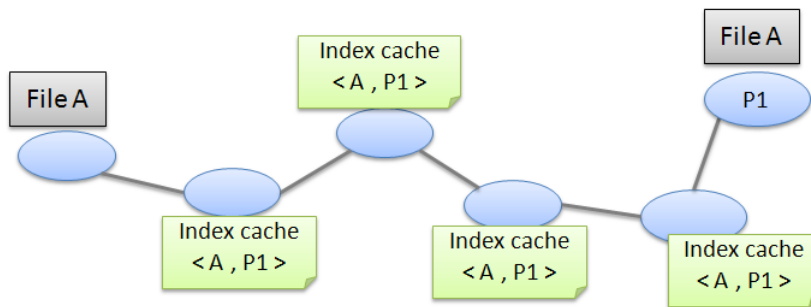 File A
Index cache
< A , P1 >
File A
P1
Index cache
< A , P1 >
Index cache
< A , P1 >
Index cache
< A , P1 >